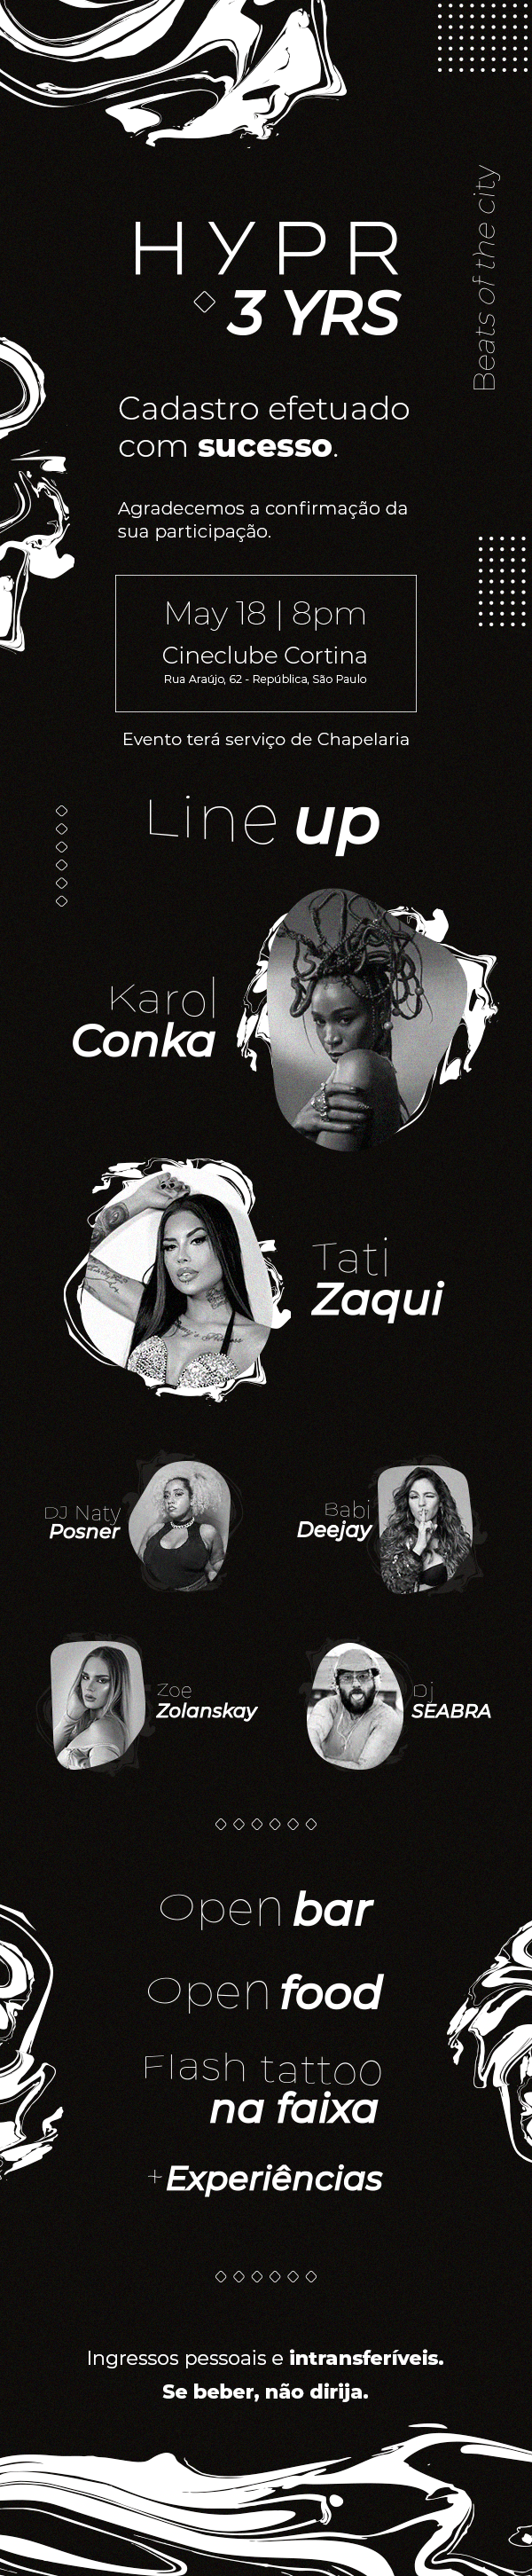 HYPR
3 YRS
Beats of the city
Cadastro efetuado
com sucesso.
Agradecemos a confirmação da
sua participação.
May 18 | 8pm
Cineclube Cortina
Rua Araújo, 62 - República, São Paulo
Evento terá serviço de Chapelaria
Line up
Karol
Conka
Tati
Zaqui
DJ Naty
Posner
Babi
Deejay
Zoe
Zolanskay
Dj
SEABRA
Open bar
Open food
Flash tattoo
na faixa
+Experiências
Ingressos pessoais e intransferíveis.
Se beber, não dirija.